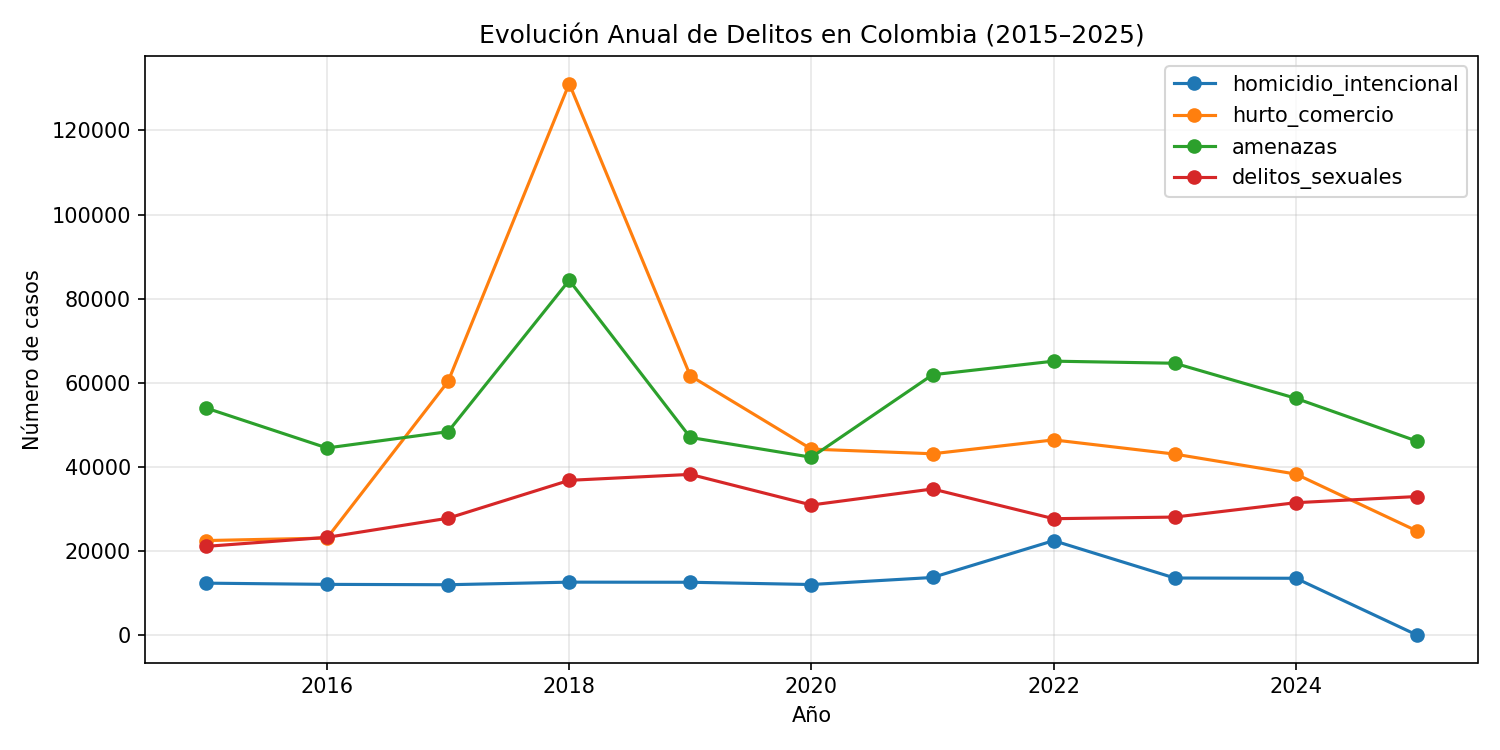 Evolución Anual de Delitos en Colombia (2015–2025)
homicidio_intencional
hurto_comercio
amenazas
delitos_sexuales
Número de casos
120000
100000
80000
60000
40000
20000
0
2016
2018
2020
2022
2024
Año